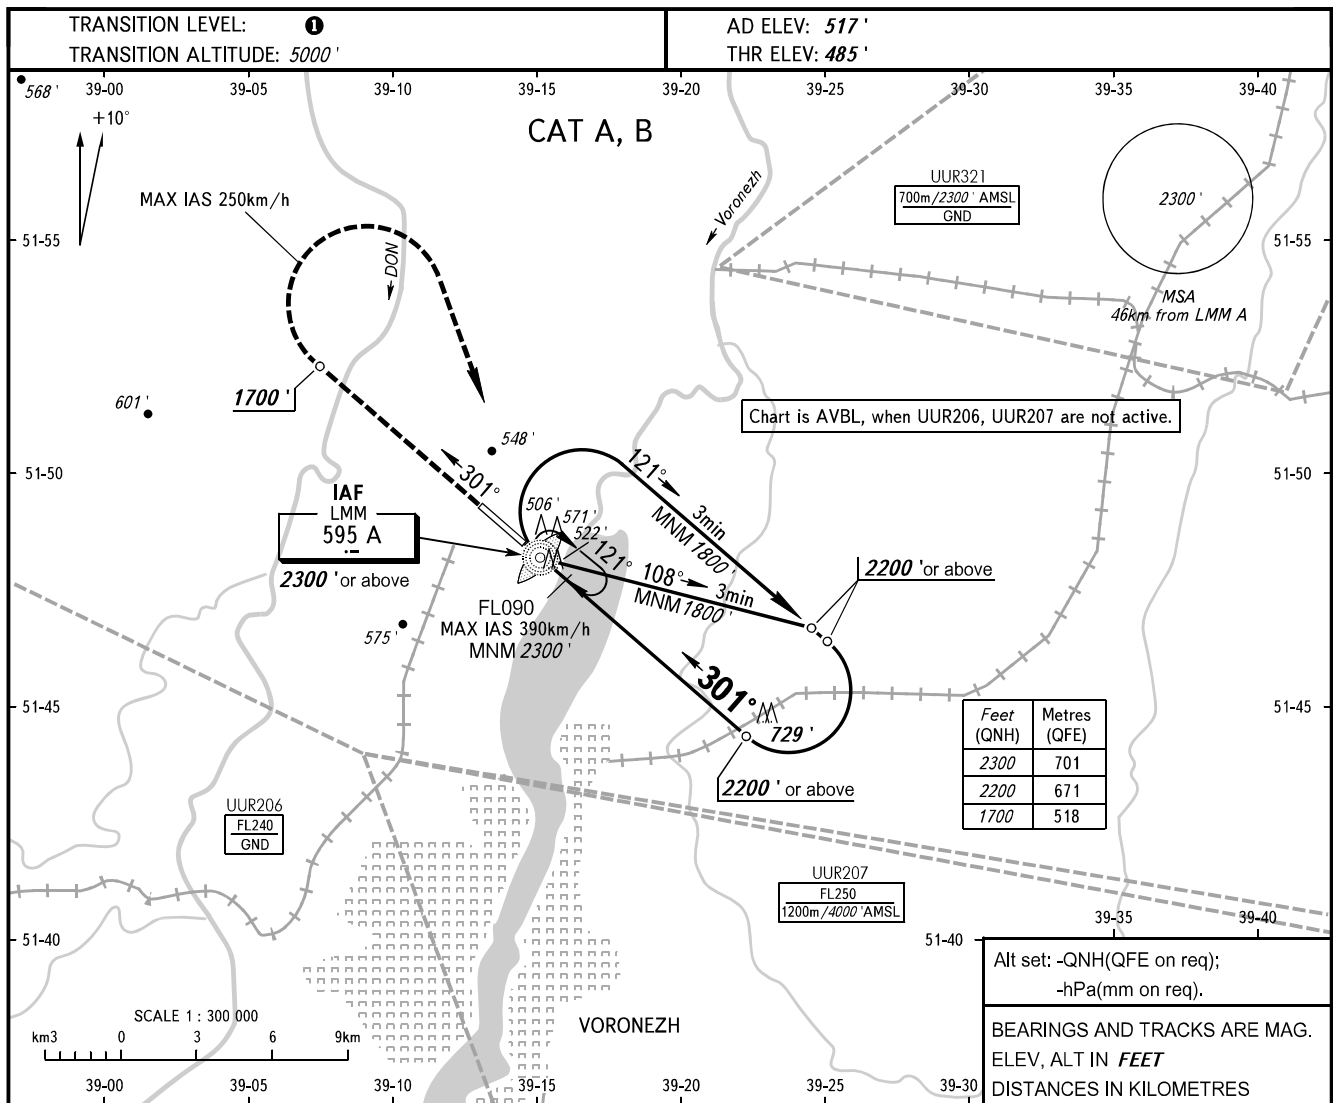 TRANSITION LEVEL: 1
TRANSITION ALTITUDE: 5000'
AD ELEV: 517'
THR ELEV: 485'
568'
39-00 39-05 39-10 39-15 39-20 39-25 39-30 39-35 39-40
+10°
CAT A, B
MAX IAS 250km/h
DON
Voronezh
UUR321
700m/2300' AMSL
GND
2300'
51-55
51-55
MSA
46km from LMM A
1700'
601'
Chart is AVBL, when UUR206, UUR207 are not active.
548'
51-50
51-50
301°
121°
3min
MNM 1800'
IAF
LMM
595 A
2300' or above
506'
571'
522'
121°
108°
3min
MNM 1800'
2200' or above
FL090
MAX IAS 390km/h
MNM 2300'
575'
301°
729'
51-45
51-45
2200' or above
Feet Metres
(QNH) (QFE)
2300 701
2200 671
1700 518
UUR206
FL240
GND
UUR207
FL250
1200m/4000' AMSL
39-35 39-40
51-40
51-40
Alt set: -QNH(QFE on req);
-hPa(mm on req).
SCALE 1 : 300 000
km3 0 3 6 9km
VORONEZH
BEARINGS AND TRACKS ARE MAG.
ELEV, ALT IN FEET
DISTANCES IN KILOMETRES
39-00 39-05 39-10 39-15 39-20 39-25 39-30